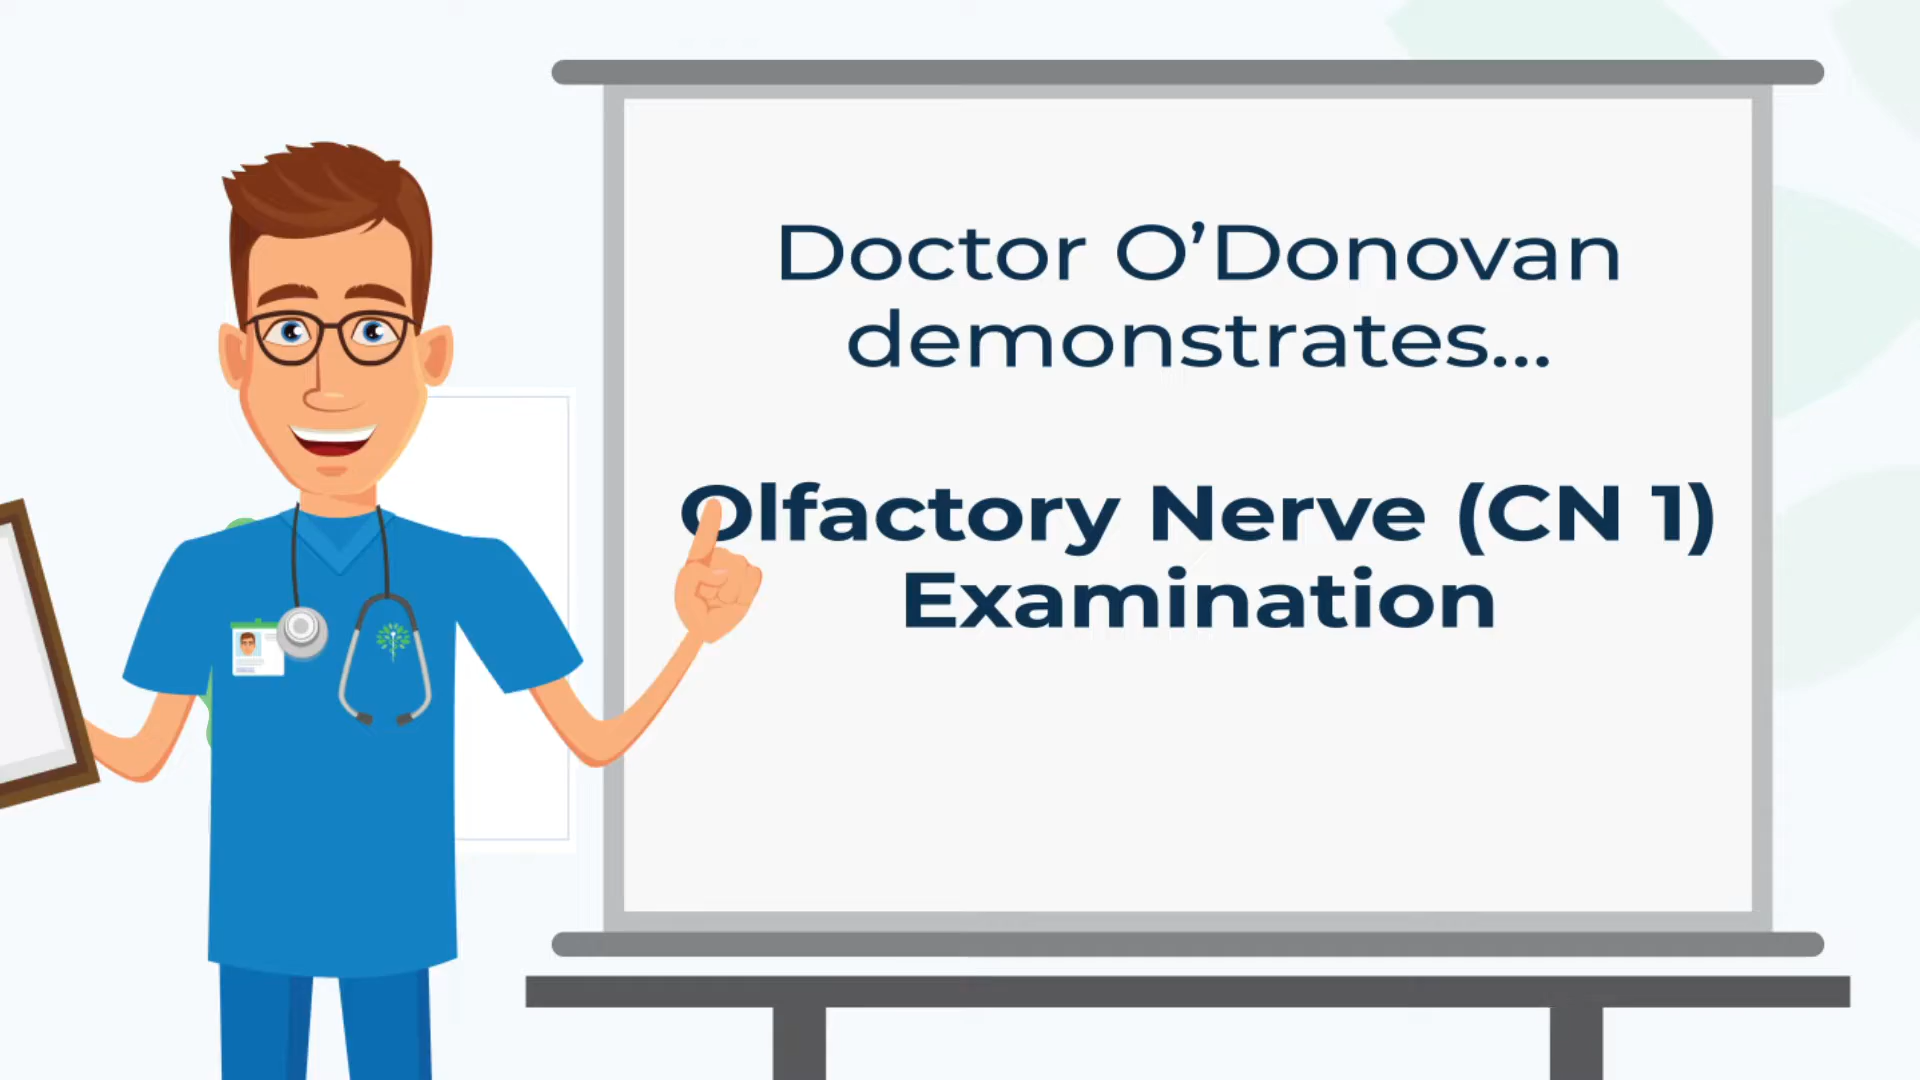 Doctor O’Donovan
demonstrates...
Olfactory Nerve (CN 1)
Examination